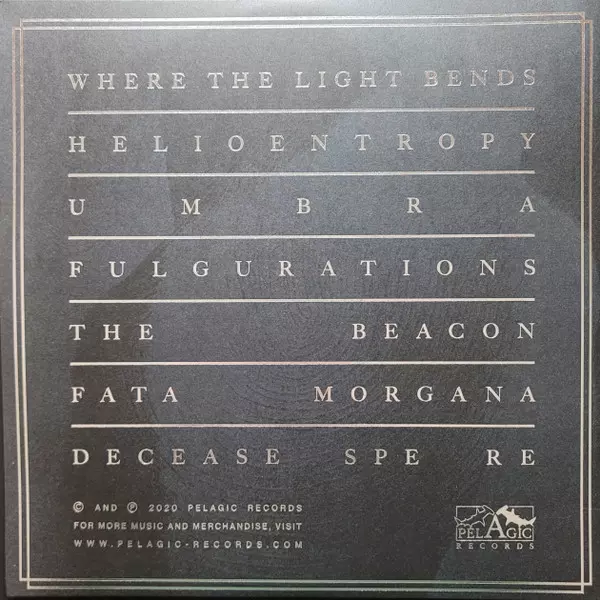 WHERE THE LIGHT BENDS
HELIOENTROPY
UMBRA
FULGURATIONS
THE BEACON
FATA MORGANA
DECEASE SPE RE
© AND ℗ 2020 PELAGIC RECORDS
FOR MORE MUSIC AND MERCHANDISE, VISIT
WWW.PELAGIC-RECORDS.COM
PELAGIC
RECORDS